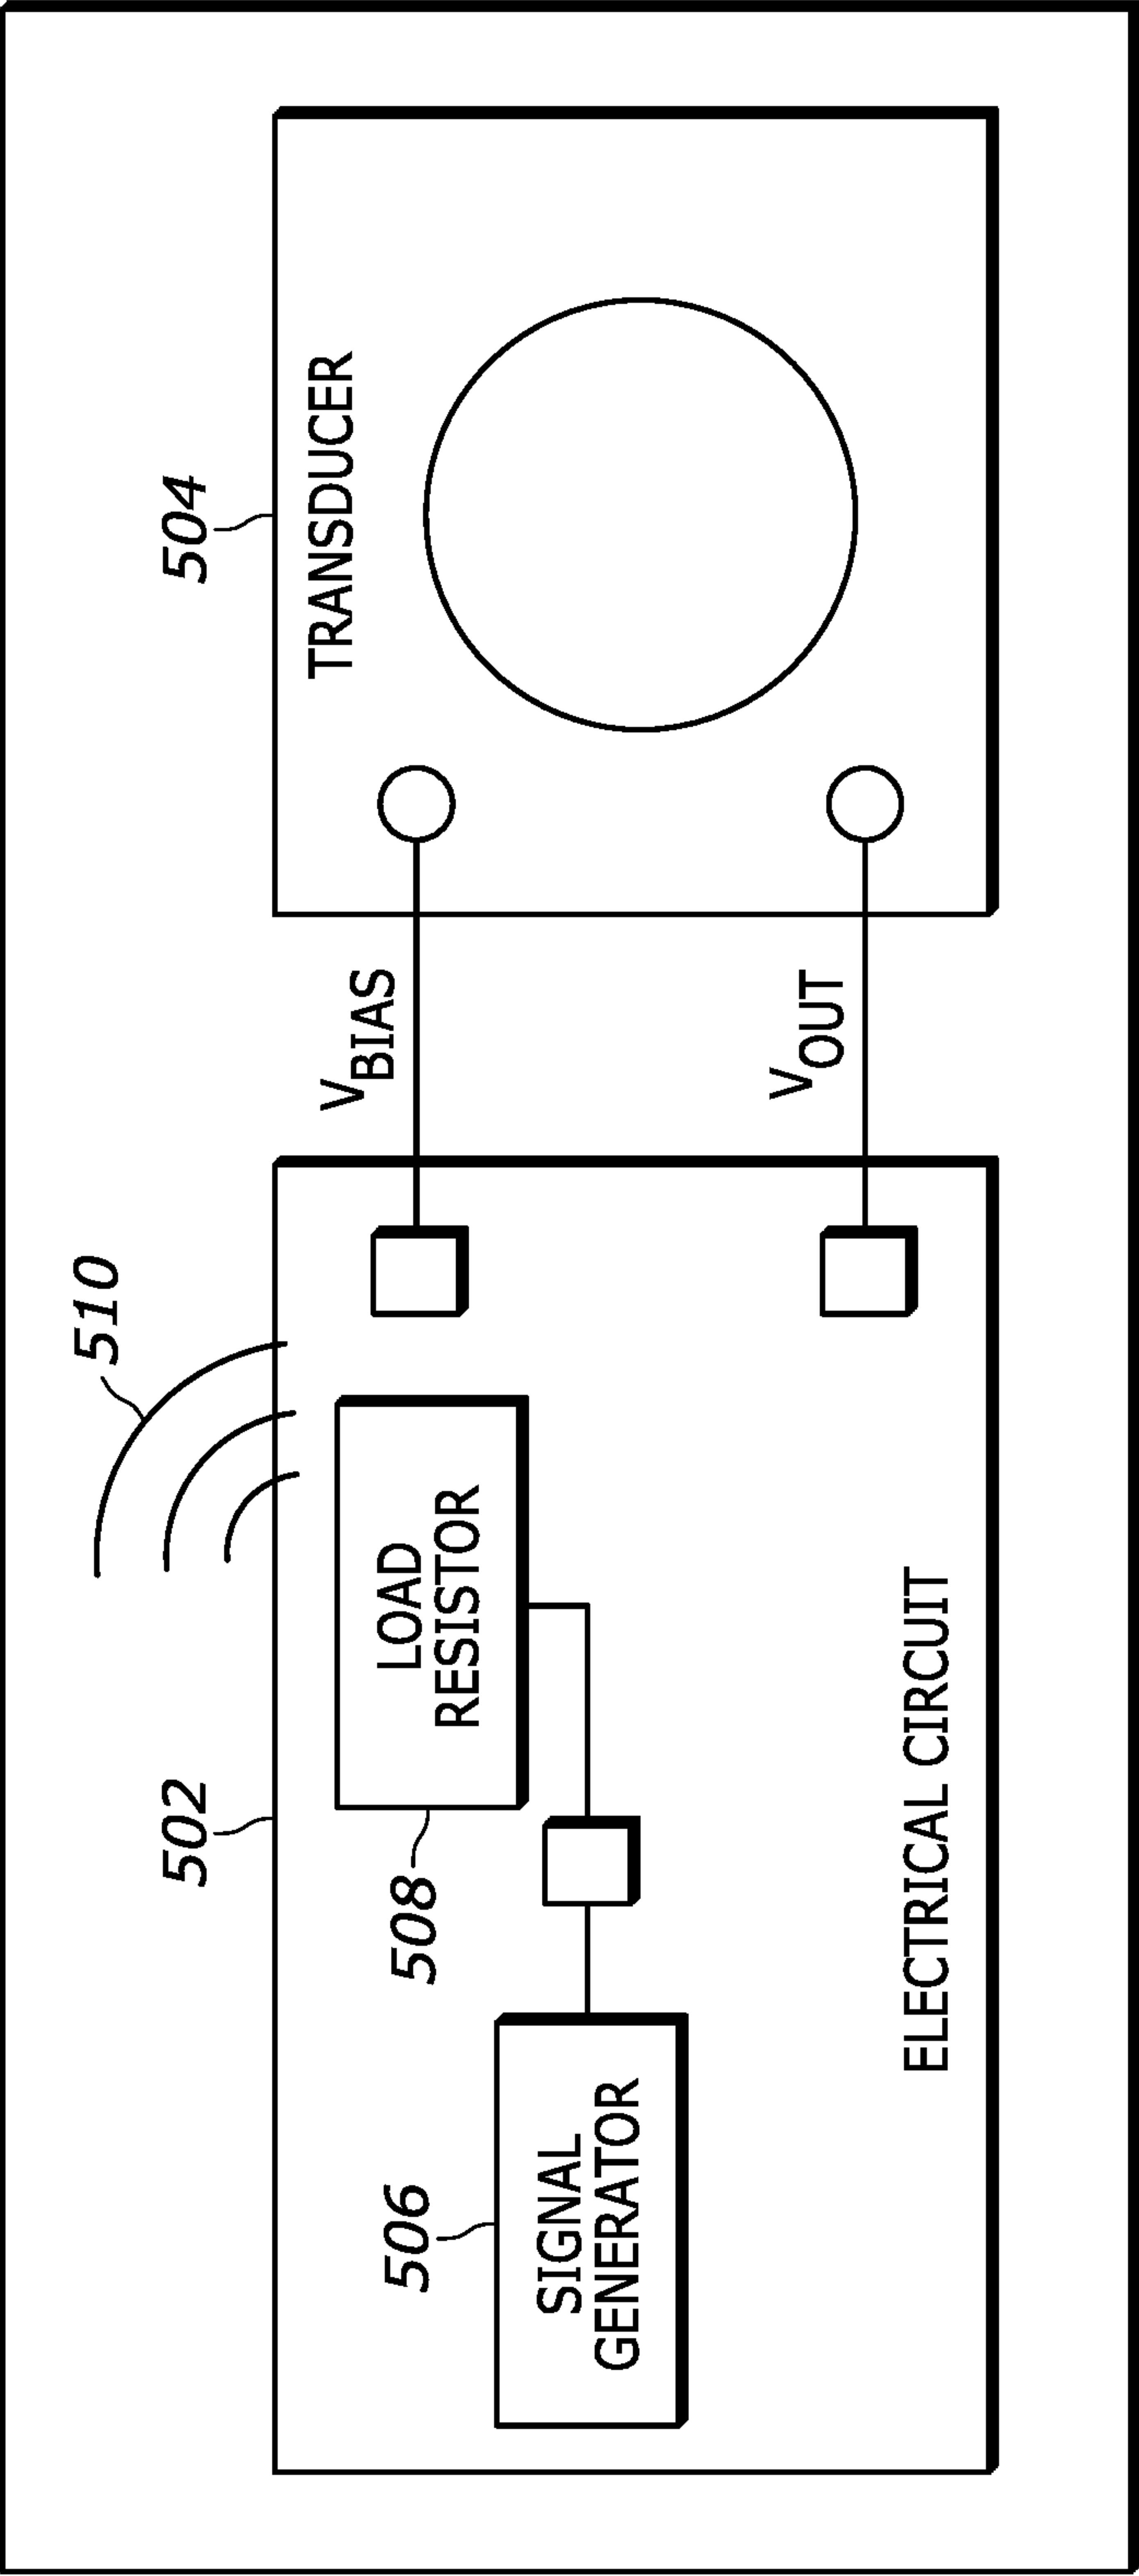 510
502
504
LOAD
RESISTOR
508
506
SIGNAL
GENERATOR
ELECTRICAL CIRCUIT
VBIAS
VOUT
TRANSDUCER